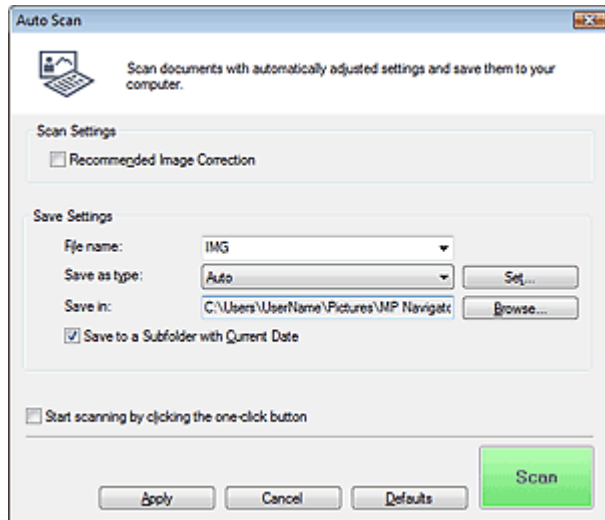 Auto Scan
Scan documents with automatically adjusted settings and save them to your
computer.
Scan Settings
Recommended Image Correction
Save Settings
File name:
IMG
Save as type:
Auto
Set...
Save in:
C:\Users\UserName\Pictures\MP Navigato
Browse...
Save to a Subfolder with Current Date
Start scanning by clicking the one-click button
Scan
Apply
Cancel
Defaults